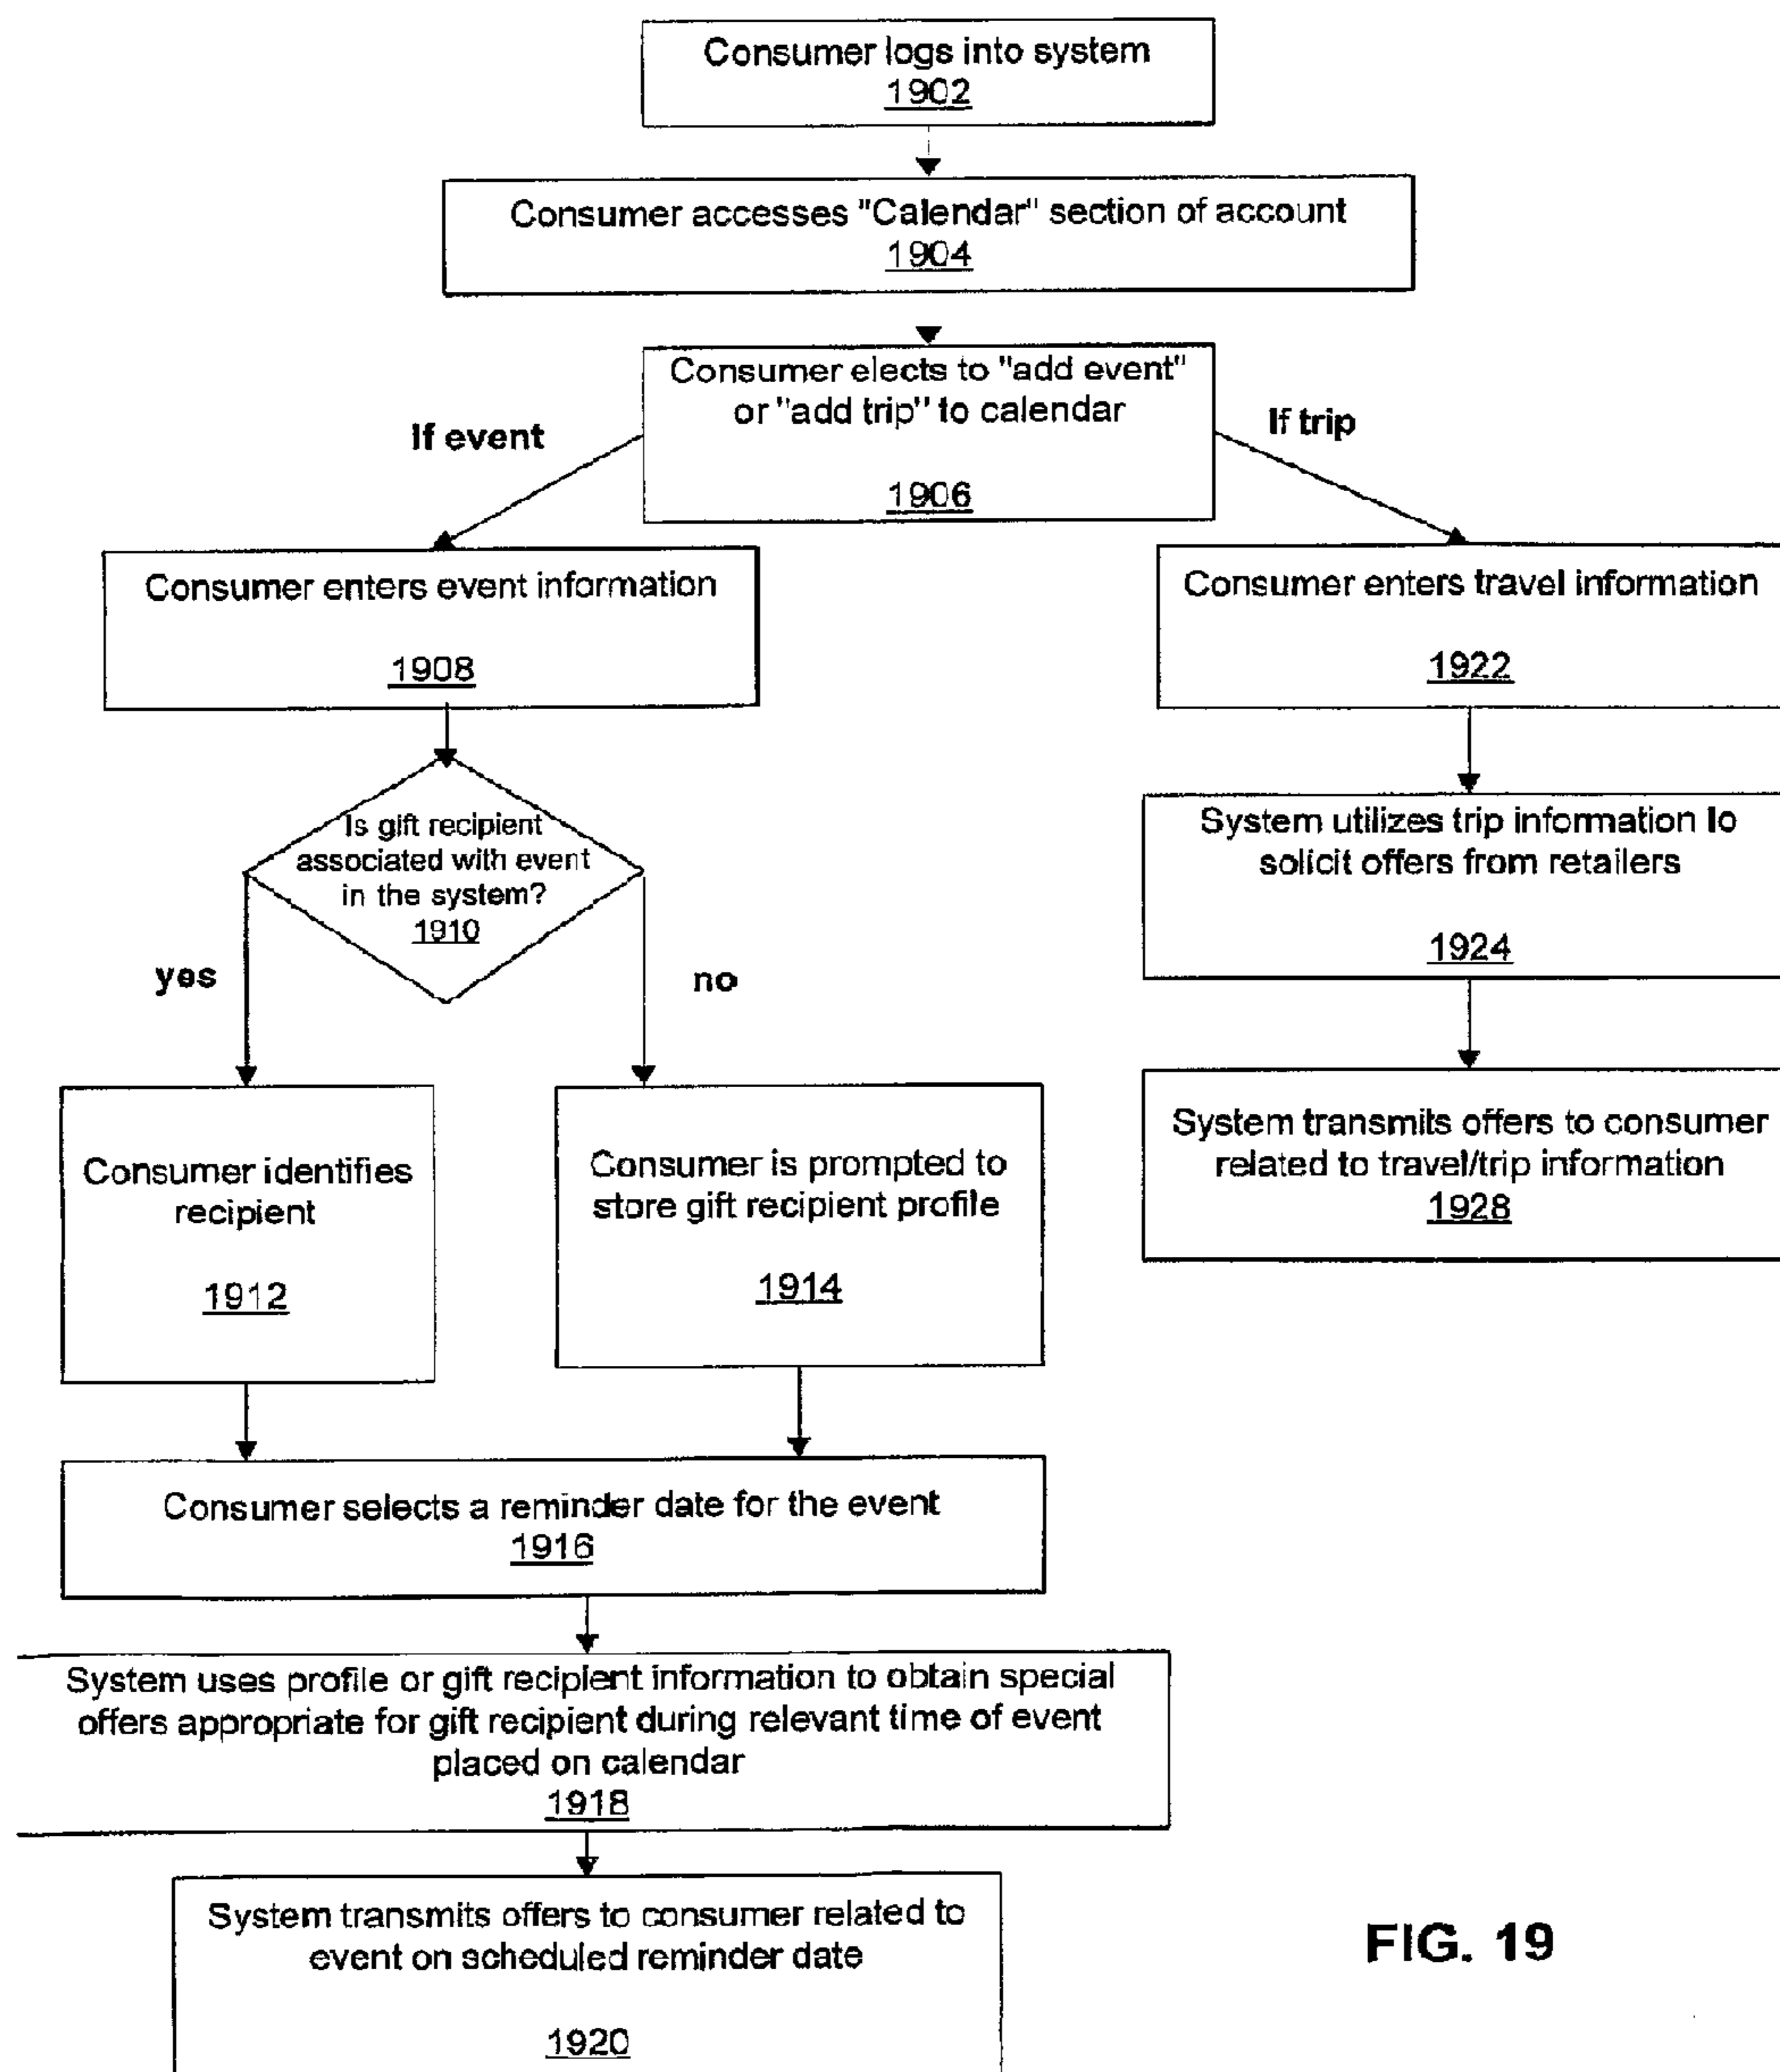 Consumer logs into system
1902
Consumer accesses "Calendar" section of account
1904
Consumer elects to "add event"
or "add trip" to calendar
1906
If event
If trip
Consumer enters event information
1908
Consumer enters travel information
1922
Is gift recipient
associated with event
in the system?
1910
yes
no
System utilizes trip information to
solicit offers from retailers
1924
Consumer identifies
recipient
1912
Consumer is prompted to
store gift recipient profile
1914
System transmits offers to consumer
related to travel/trip information
1928
Consumer selects a reminder date for the event
1916
System uses profile or gift recipient information to obtain special
offers appropriate for gift recipient during relevant time of event
placed on calendar
1918
System transmits offers to consumer related to
event on scheduled reminder date
1920
FIG. 19